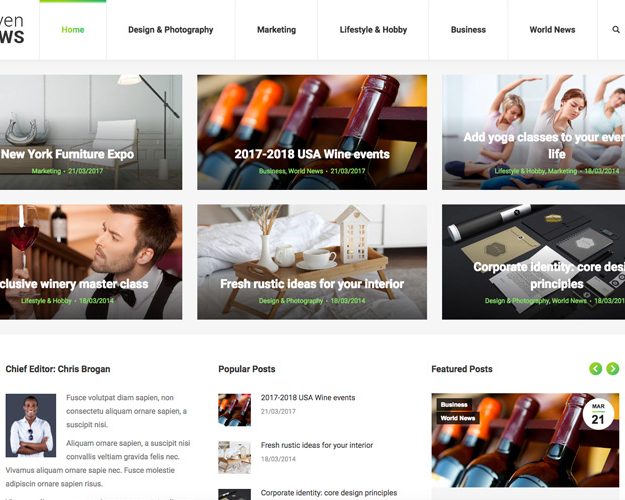 ven
WS
Home
Design & Photography
Marketing
Lifestyle & Hobby
Business
World News
New York Furniture Expo
Marketing • 21/03/2017
2017-2018 USA Wine events
Business, World News • 21/03/2017
Add yoga classes to your ever
life
Lifestyle & Hobby, Marketing • 18/03/2014
clusive winery master class
Lifestyle & Hobby • 18/03/2014
Fresh rustic ideas for your interior
Design & Photography • 18/03/2014
Corporate identity: core desi
principles
Design & Photography, World News • 18/03/201
Chief Editor: Chris Brogan
Fusce volutpat diam sapien, non
consectetu aliquam ornare sapien, a
suscipit nisi.
Aliquam ornare sapien, a suscipit nisi
convallis veltiam gravida felis nec.
Vivamus aliquam ornare sapie nec. Fusce molestie
adipiscin ornare sapien suscipit nisi.
Popular Posts
2017-2018 USA Wine events
21/03/2017
Fresh rustic ideas for your interior
18/03/2014
Corporate identity: core design principles
Featured Posts
Business
World News
MAR
21